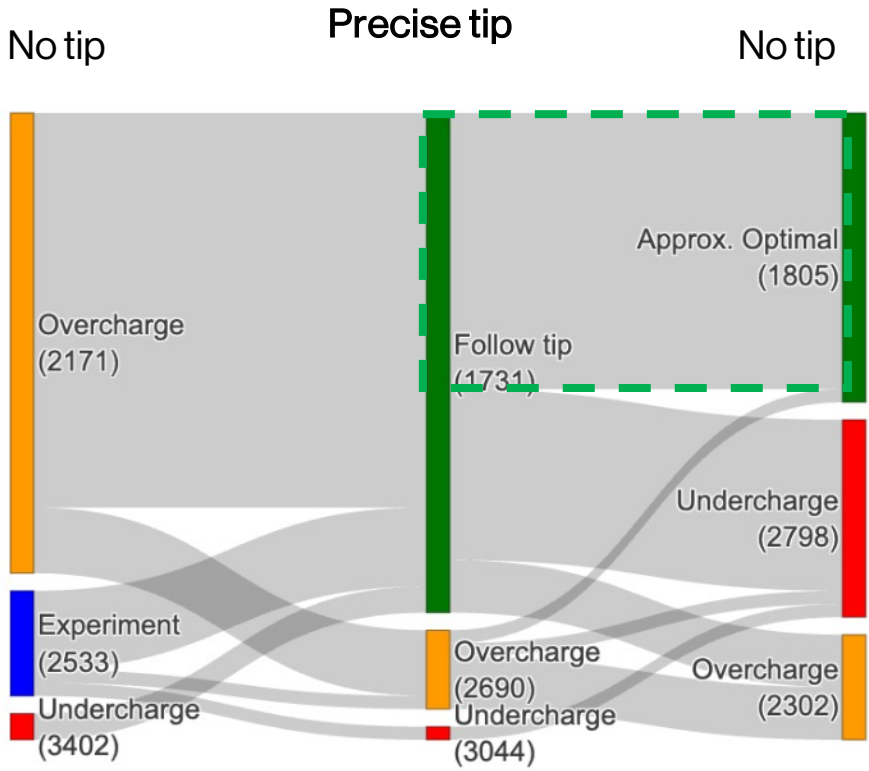 No tip
Precise tip
No tip
Overcharge
(2171)
Experiment
(2533)
Undercharge
(3402)
Follow tip
(1731)
Overcharge
(2690)
Undercharge
(3044)
Approx. Optimal
(1805)
Undercharge
(2798)
Overcharge
(2302)